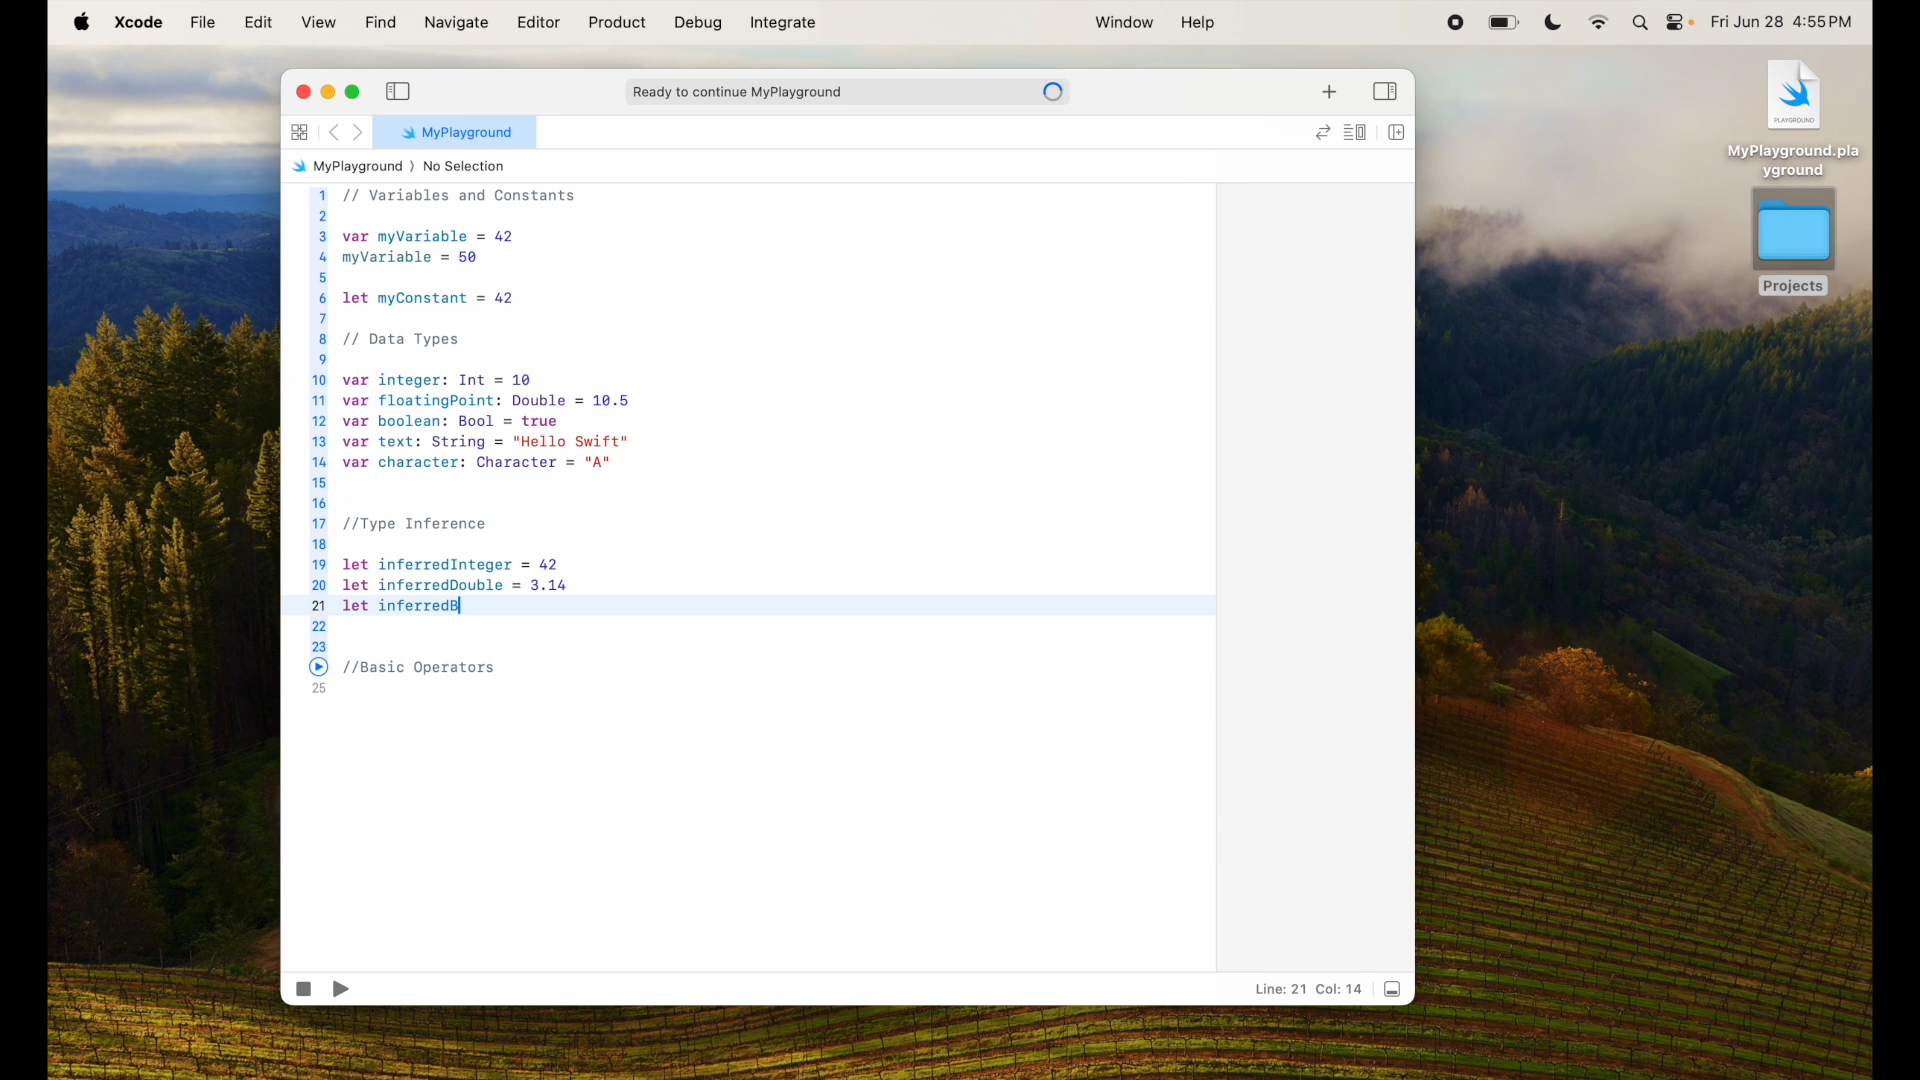 Xcode File Edit View Find Navigate Editor Product Debug Integrate Window Help Fri Jun 28 4:55 PM
Ready to continue MyPlayground
MyPlayground
MyPlayground 〉 No Selection
1 // Variables and Constants
2
3 var myVariable = 42
4 myVariable = 50
5
6 let myConstant = 42
7
8 // Data Types
9
10 var integer: Int = 10
11 var floatingPoint: Double = 10.5
12 var boolean: Bool = true
13 var text: String = "Hello Swift"
14 var character: Character = "A"
15
16
17 //Type Inference
18
19 let inferredInteger = 42
20 let inferredDouble = 3.14
21 let inferredB
22
23
//Basic Operators
25
Line: 21 Col: 14
PLAYGROUND
MyPlayground.pla
yground
Projects